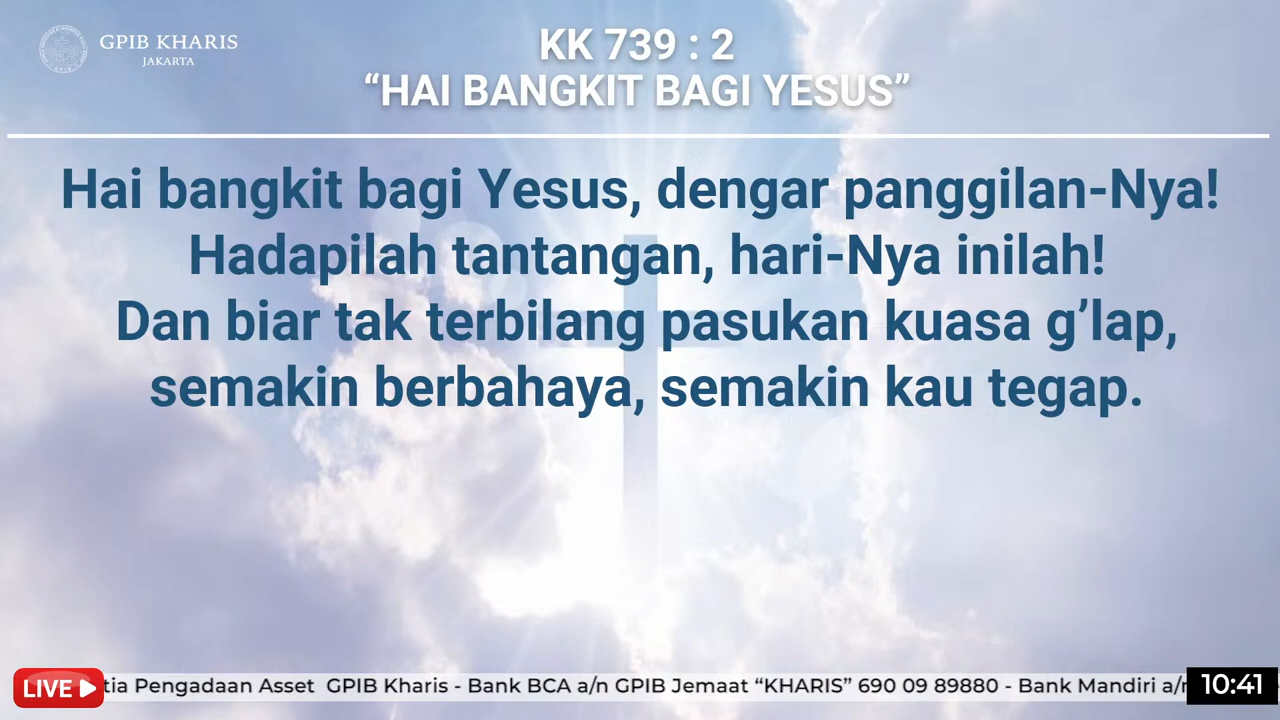 GPIB KHARIS
JAKARTA
KK 739 : 2
“HAI BANGKIT BAGI YESUS”
Hai bangkit bagi Yesus, dengar panggilan-Nya!
Hadapilah tantangan, hari-Nya inilah!
Dan biar tak terbilang pasukan kuasa g’lap,
semakin berbahaya, semakin kau tegap.
LIVE
tia Pengadaan Asset GPIB Kharis - Bank BCA a/n GPIB Jemaat “KHARIS” 690 09 89880 - Bank Mandiri a/n
10:41